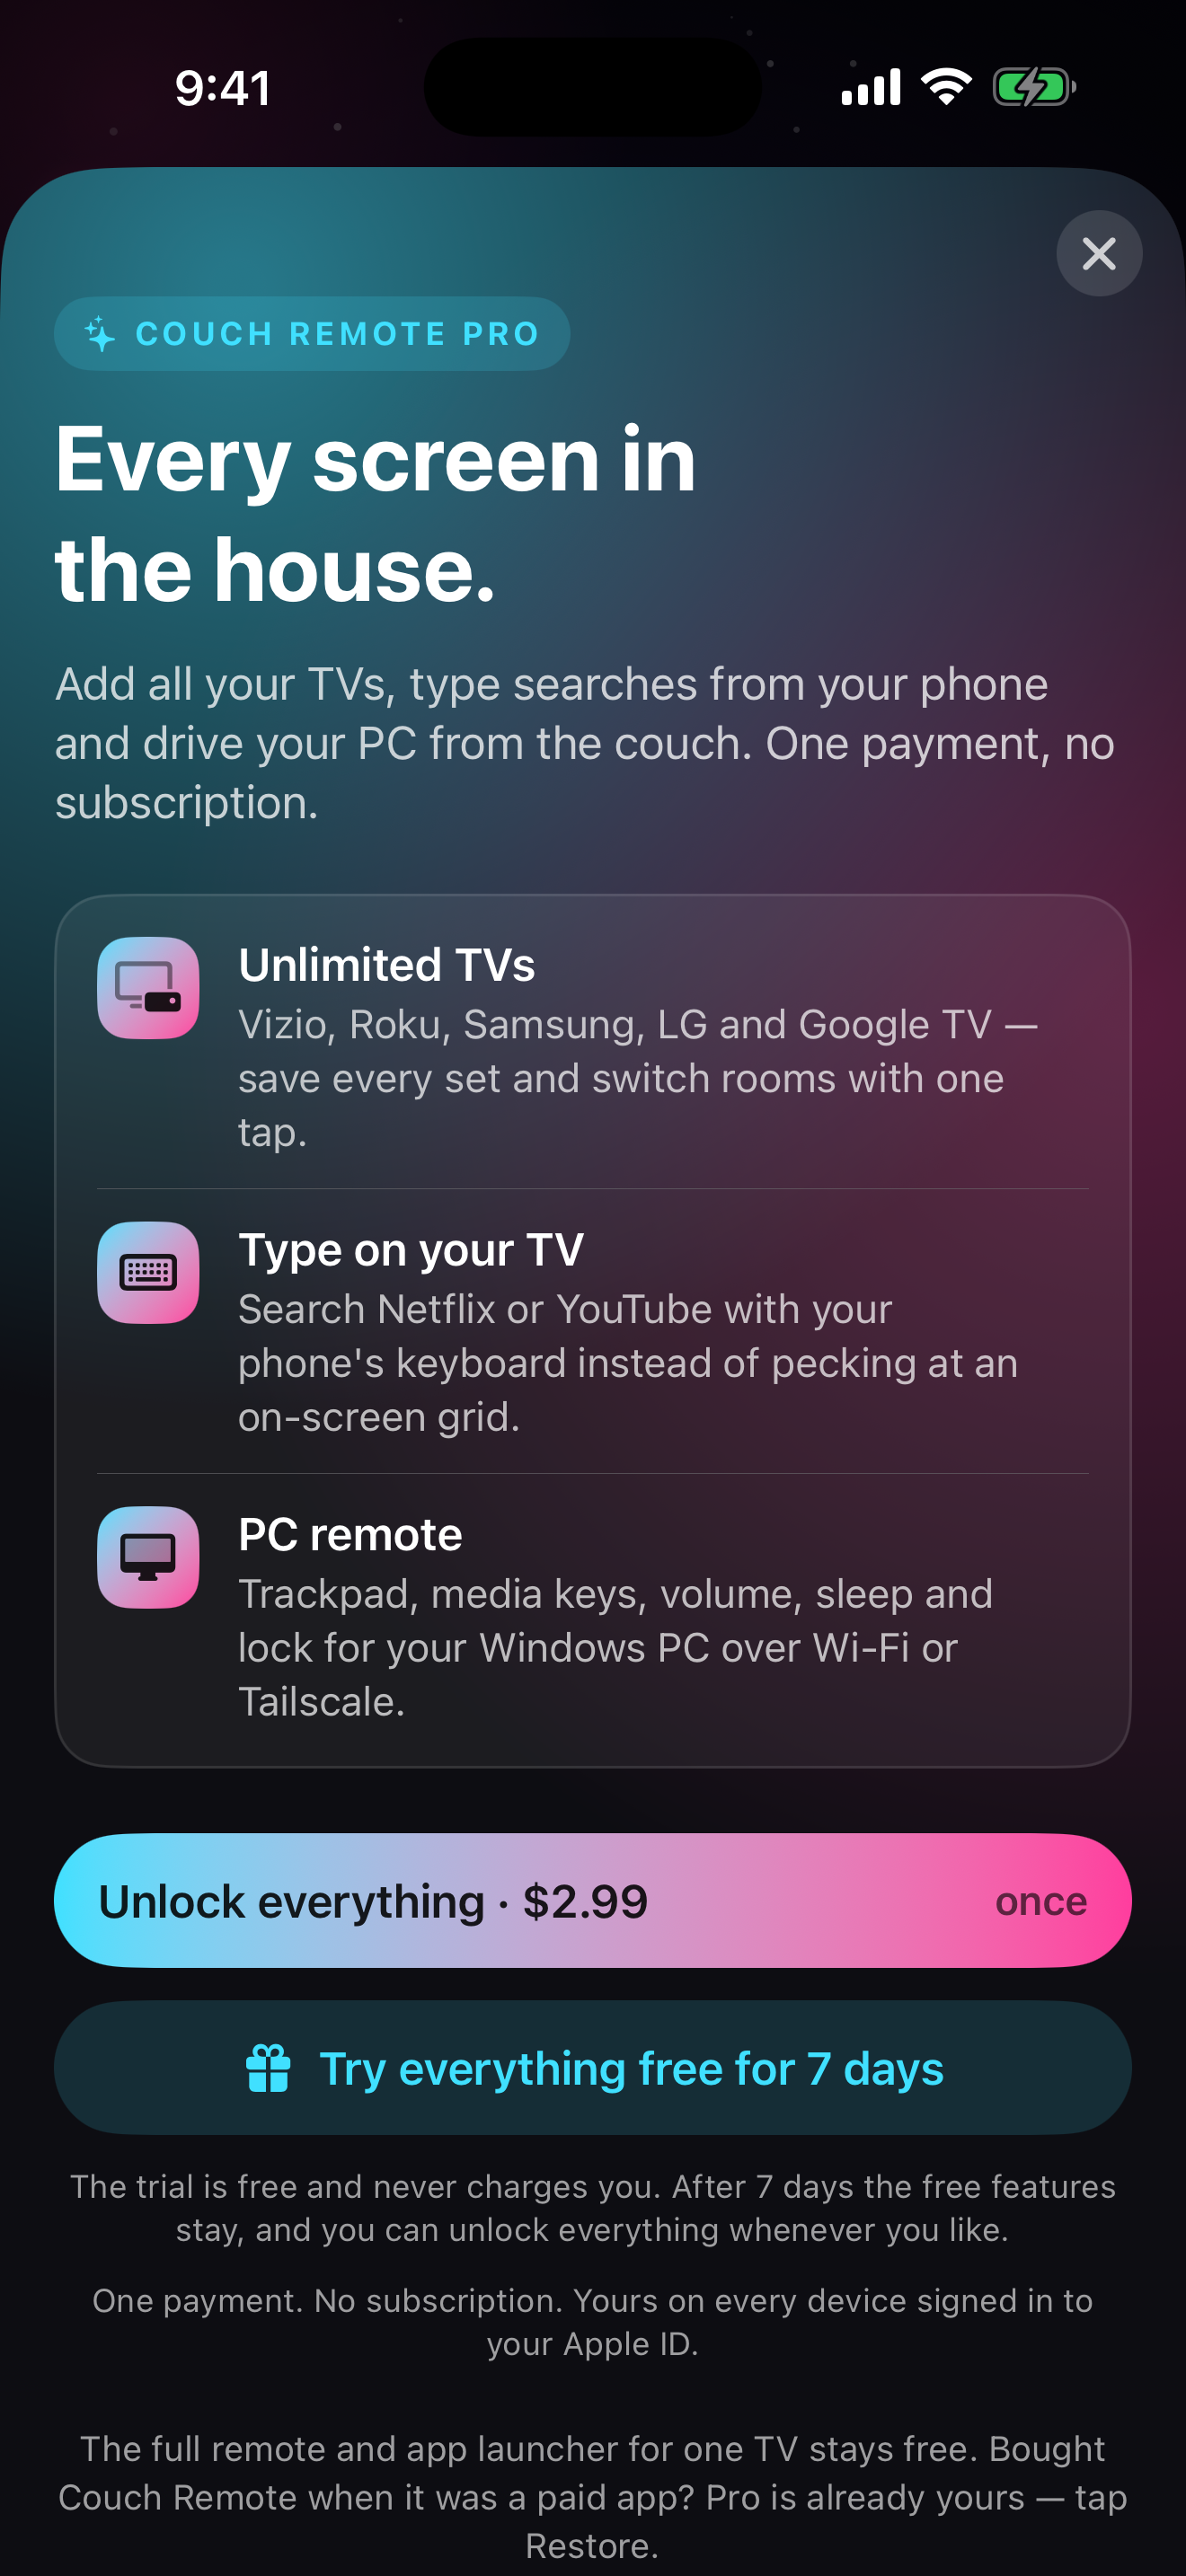 9:41
COUCH REMOTE PRO
Every screen in
the house.
Add all your TVs, type searches from your phone
and drive your PC from the couch. One payment, no
subscription.
Unlimited TVs
Vizio, Roku, Samsung, LG and Google TV —
save every set and switch rooms with one
tap.
Type on your TV
Search Netflix or YouTube with your
phone's keyboard instead of pecking at an
on-screen grid.
PC remote
Trackpad, media keys, volume, sleep and
lock for your Windows PC over Wi-Fi or
Tailscale.
Unlock everything · $2.99 once
Try everything free for 7 days
The trial is free and never charges you. After 7 days the free features
stay, and you can unlock everything whenever you like.
One payment. No subscription. Yours on every device signed in to
your Apple ID.
The full remote and app launcher for one TV stays free. Bought
Couch Remote when it was a paid app? Pro is already yours — tap
Restore.